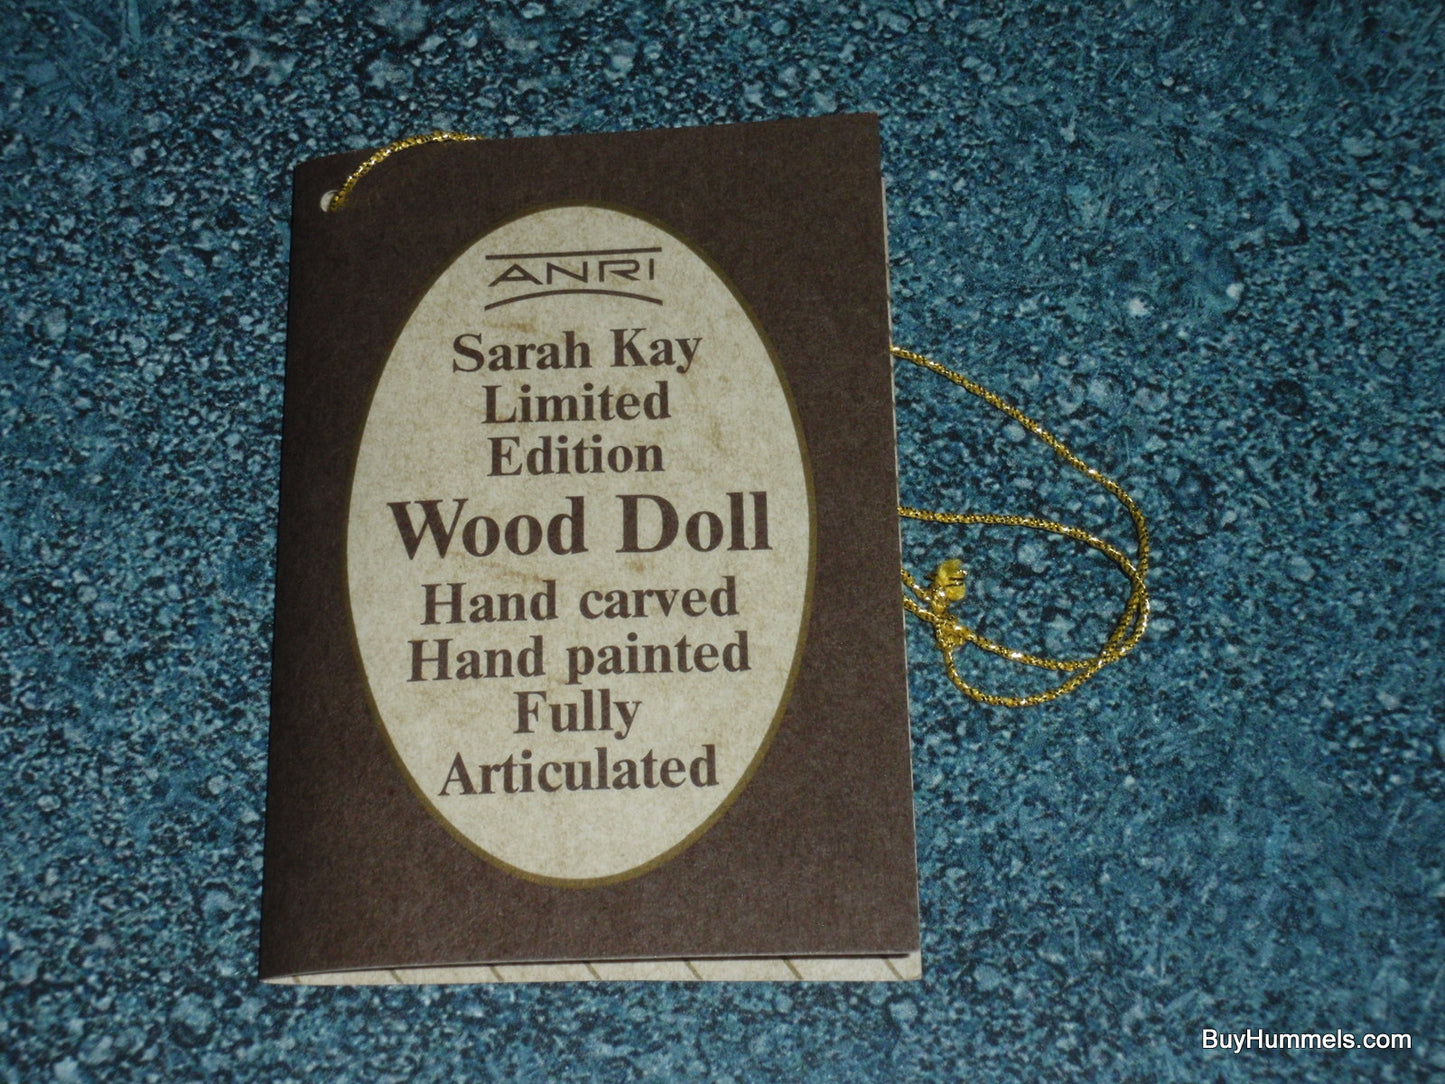 ANRI
Sarah Kay
Limited
Edition
Wood Doll
Hand carved
Hand painted
Fully
Articulated
BuyHummels.com